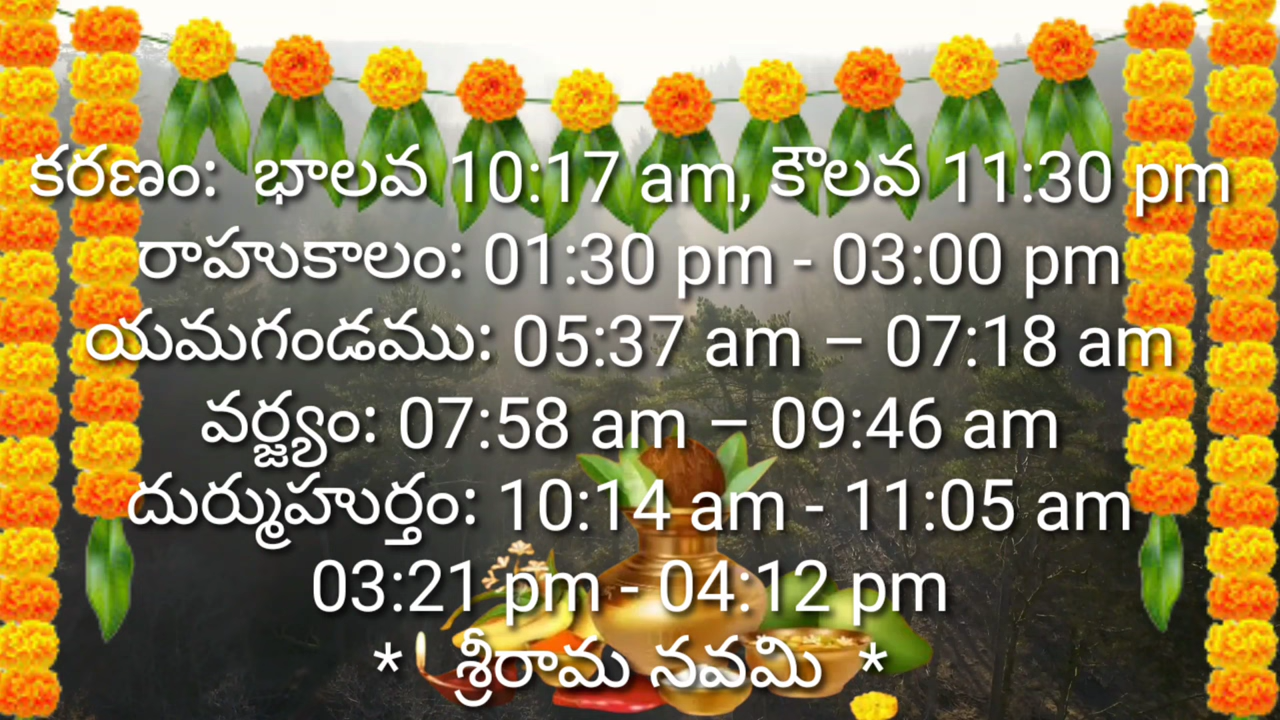 కరణం: భాలవ 10:17 am, కౌలవ 11:30 pm
రాహుకాలం: 01:30 pm - 03:00 pm
యమగండము: 05:37 am – 07:18 am
వర్జ్యం: 07:58 am – 09:46 am
దుర్ముహుర్తం: 10:14 am - 11:05 am
03:21 pm - 04:12 pm
* శ్రీరామ నవమి *